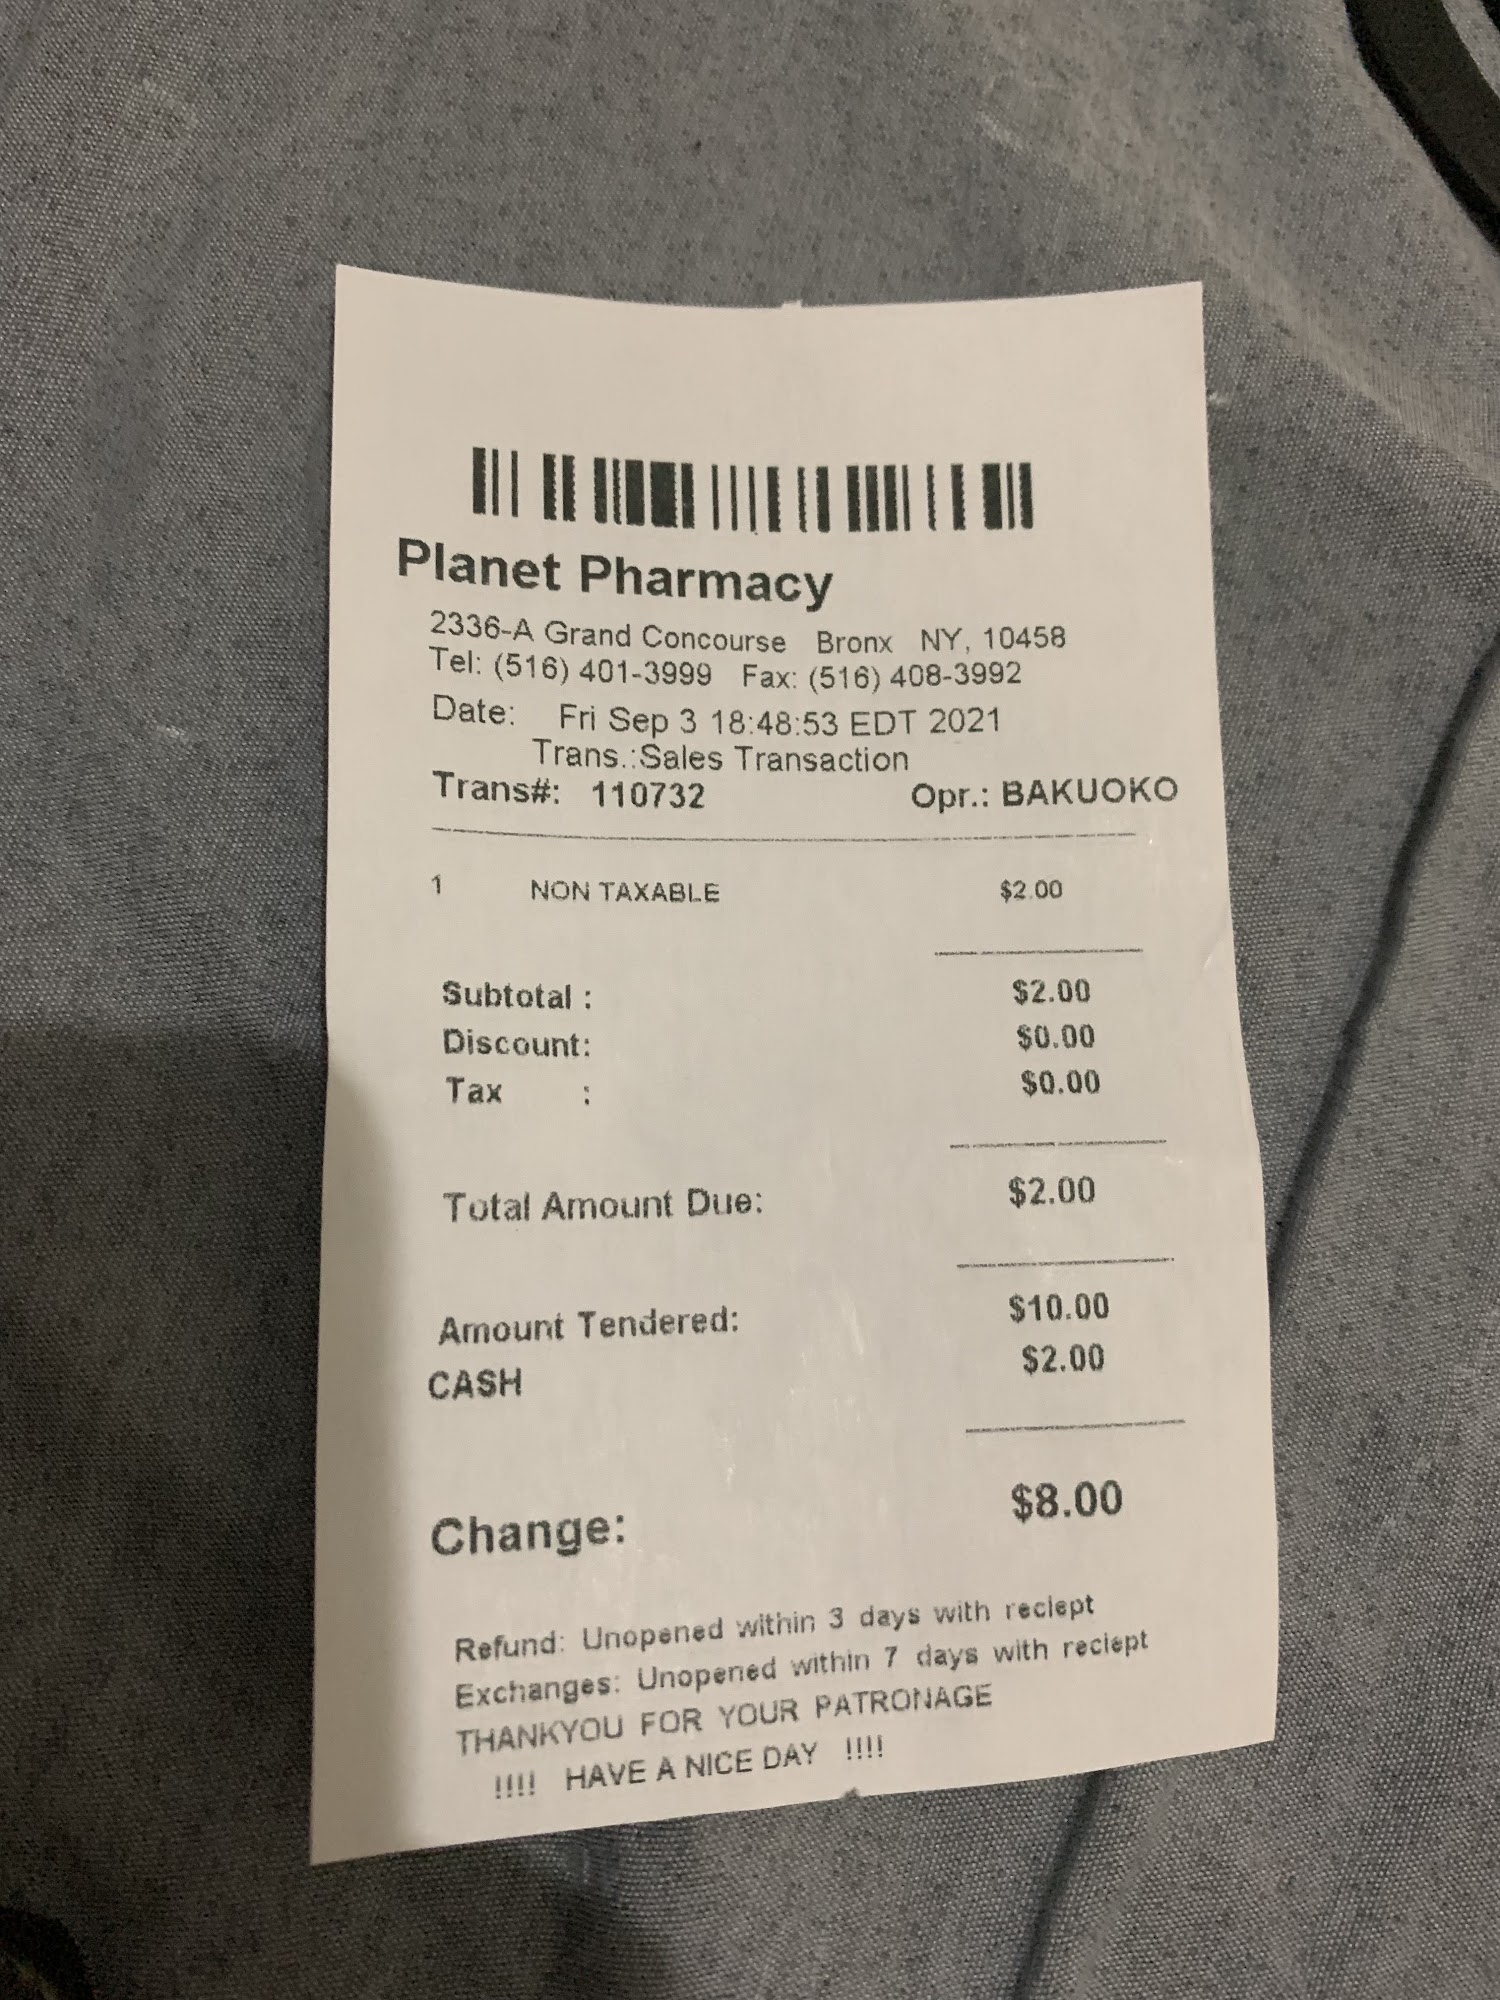 Planet Pharmacy
2336-A Grand Concourse Bronx NY, 10458
Tel: (516) 401-3999 Fax: (516) 408-3992
Date: Fri Sep 3 18:48:53 EDT 2021
Trans.:Sales Transaction
Trans#: 110732 Opr.: BAKUOKO
1 NON TAXABLE $2.00
Subtotal : $2.00
Discount: $0.00
Tax : $0.00
Total Amount Due: $2.00
Amount Tendered: $10.00
CASH $2.00
Change: $8.00
Refund: Unopened within 3 days with reciept
Exchanges: Unopened within 7 days with reciept
THANKYOU FOR YOUR PATRONAGE
!!!! HAVE A NICE DAY !!!!